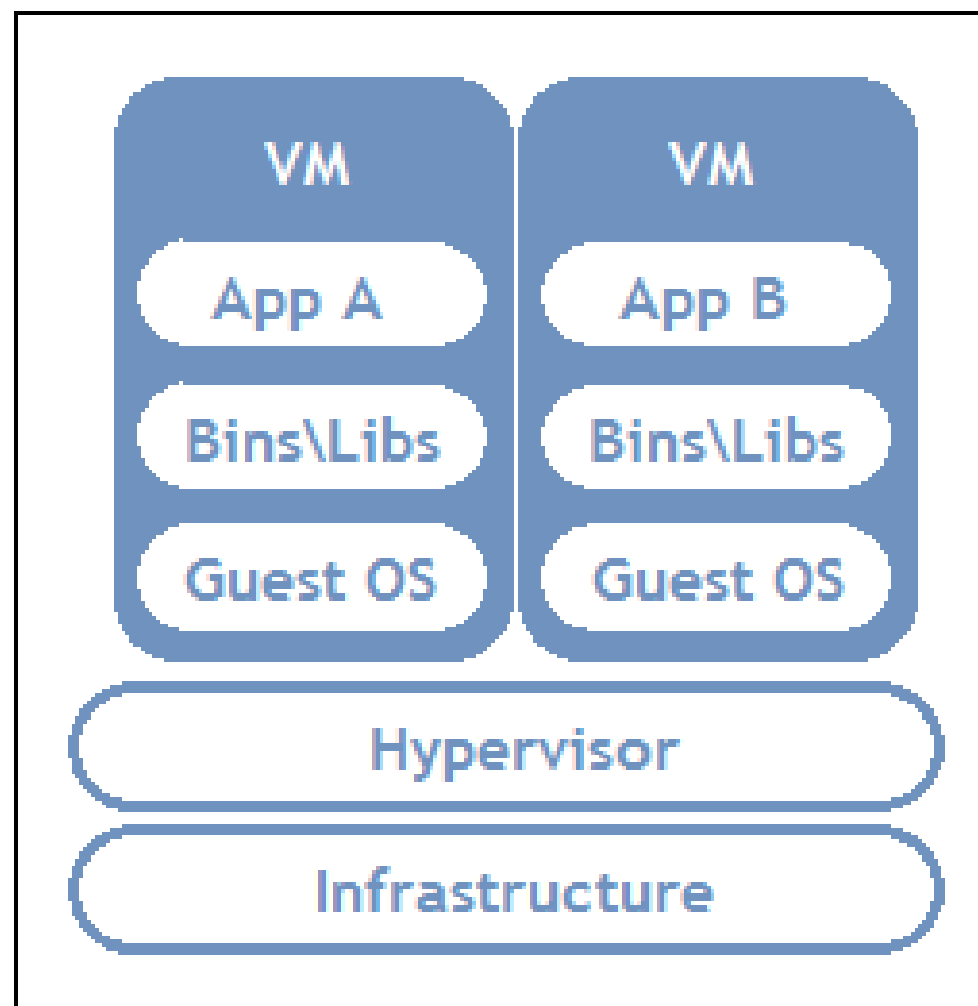 VM
App A
Bins\Libs
Guest OS
VM
App B
Bins\Libs
Guest OS
Hypervisor
Infrastructure